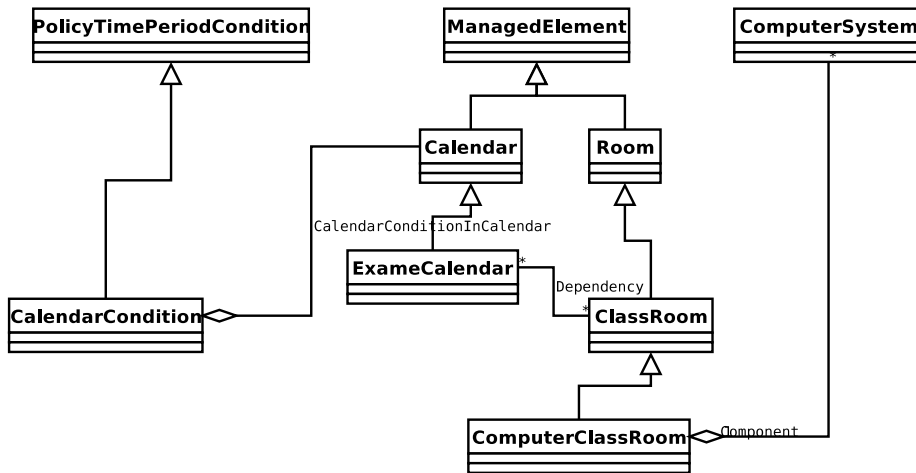 PolicyTimePeriodCondition
ManagedElement
ComputerSystem
*
Calendar
Room
CalendarConditionInCalendar
ExameCalendar
*
Dependency
CalendarCondition
*
ClassRoom
ComputerClassRoom
Component